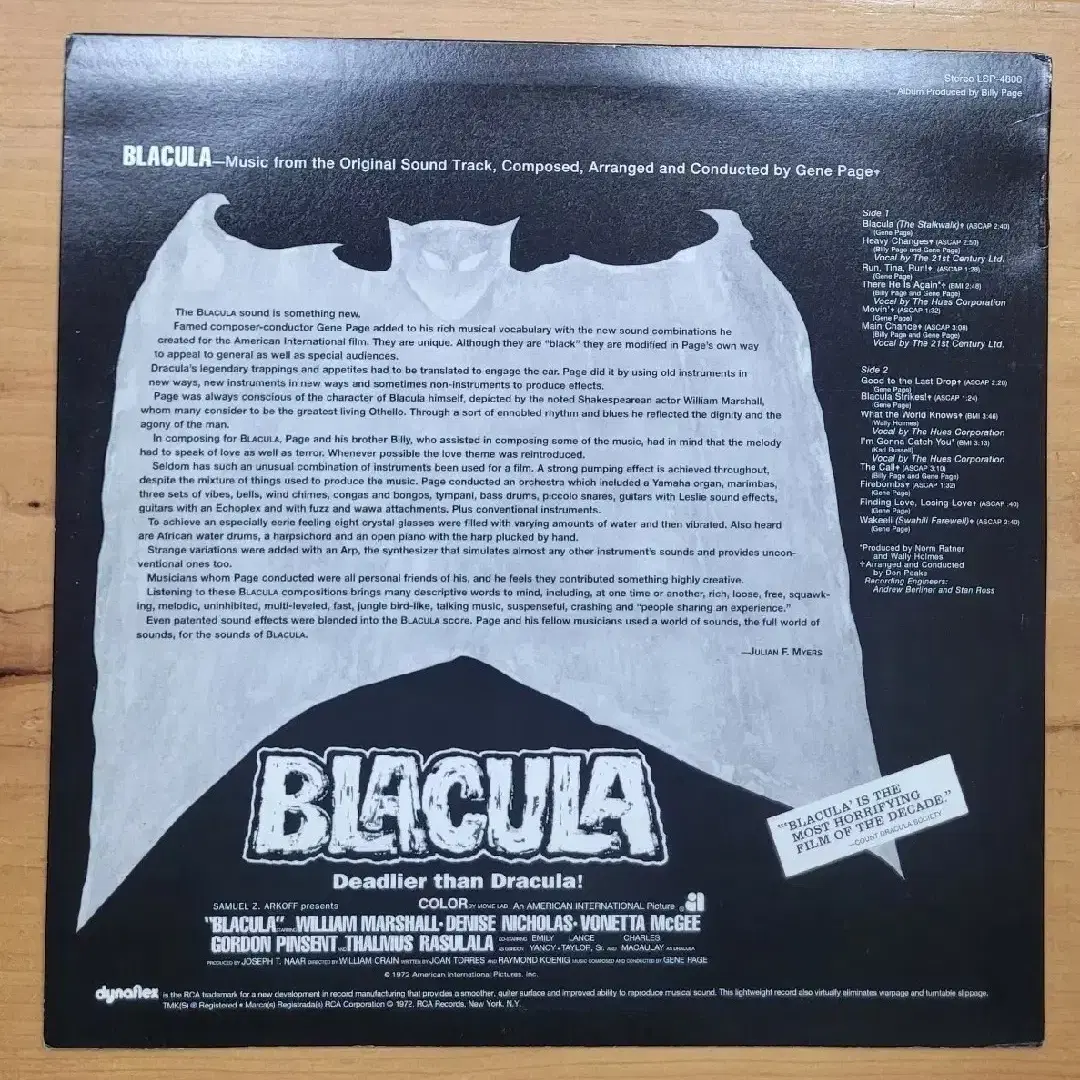 Stereo LSP-4806
Album Produced by Billy Page
BLACULA—Music from the Original Sound Track, Composed, Arranged and Conducted by Gene Page†
The BLACULA sound is something new.
Famed composer-conductor Gene Page added to his rich musical vocabulary with the new sound combinations he
created for the American International film. They are unique. Although they are "black" they are modified in Page's own way
to appeal to general as well as special audiences.
Dracula's legendary trappings and appetites had to be translated to engage the ear. Page did it by using old instruments in
new ways, new instruments in new ways and sometimes non-instruments to produce effects.
Page was always conscious of the character of Blacula himself, depicted by the noted Shakespearean actor William Marshall,
whom many consider to be the greatest living Othello. Through a sort of ennobled rhythm and blues he reflected the dignity and the
agony of the man.
In composing for BLACULA, Page and his brother Billy, who assisted in composing some of the music, had in mind that the melody
had to speak of love as well as terror. Whenever possible the love theme was reintroduced.
Seldom has such an unusual combination of instruments been used for a film. A strong pumping effect is achieved throughout,
despite the mixture of things used to produce the music. Page conducted an orchestra which included a Yamaha organ, marimbas,
three sets of vibes, bells, wind chimes, congas and bongos, tympani, bass drums, piccolo snares, guitars with Leslie sound effects,
guitars with an Echoplex and with fuzz and wawa attachments. Plus conventional instruments.
To achieve an especially eerie feeling eight crystal glasses were filled with varying amounts of water and then vibrated. Also heard
are African water drums, a harpsichord and an open piano with the harp plucked by hand.
Strange variations were added with an Arp, the synthesizer that simulates almost any other instrument's sounds and provides uncon-
ventional ones too.
Musicians whom Page conducted were all personal friends of his, and he feels they contributed something highly creative.
Listening to these BLACULA compositions brings many descriptive words to mind, including, at one time or another, rich, loose, free, squawk-
ing, melodic, uninhibited, multi-leveled, fast, jungle bird-like, talking music, suspenseful, crashing and "people sharing an experience."
Even patented sound effects were blended into the BLACULA score. Page and his fellow musicians used a world of sounds, the full world of
sounds, for the sounds of BLACULA.
—JULIAN F. MYERS
Side 1
Blacula (The Stalkwalk)† (ASCAP 2:40)
(Gene Page)
Heavy Changes† (ASCAP 2:50)
(Billy Page and Gene Page)
Vocal by The 21st Century Ltd.
Run, Tina, Run!† (ASCAP 1:28)
(Gene Page)
There He Is Again*† (BMI 2:48)
(Billy Page and Gene Page)
Vocal by The Hues Corporation
Movin'† (ASCAP 1:32)
(Gene Page)
Main Chance† (ASCAP 3:08)
(Billy Page and Gene Page)
Vocal by The 21st Century Ltd.
Side 2
Good to the Last Drop† (ASCAP 2:20)
(Gene Page)
Blacula Strikes!† (ASCAP 1:24)
(Gene Page)
What the World Knows† (BMI 3:46)
(Wally Holmes)
Vocal by The Hues Corporation
I'm Gonna Catch You* (BMI 3:13)
(Karl Russell)
Vocal by The Hues Corporation
The Call† (ASCAP 3:10)
(Billy Page and Gene Page)
Firebombs† (ASCAP 1:32)
(Gene Page)
Finding Love, Losing Love† (ASCAP :40)
(Gene Page)
Wakeeli (Swahili Farewell)† (ASCAP 2:40)
(Gene Page)
*Produced by Norm Ratner
and Wally Holmes
†Arranged and Conducted
by Don Peake
Recording Engineers:
Andrew Berliner and Stan Ross
"'BLACULA' IS THE
MOST HORRIFYING
FILM OF THE DECADE."
—COUNT DRACULA SOCIETY
BLACULA
Deadlier than Dracula!
SAMUEL Z. ARKOFF presents COLOR BY MOVIE LAB An AMERICAN INTERNATIONAL Picture ai
"BLACULA" STARRING WILLIAM MARSHALL · DENISE NICHOLAS · VONETTA McGEE
GORDON PINSENT AND THALMUS RASULALA CO-STARRING EMILY YANCY · LANCE TAYLOR, Sr. AND CHARLES MACAULAY AS DRACULA
PRODUCED BY JOSEPH T. NAAR DIRECTED BY WILLIAM CRAIN WRITTEN BY JOAN TORRES AND RAYMOND KOENIG MUSIC COMPOSED AND CONDUCTED BY GENE PAGE
© 1972 American International Pictures, Inc.
dynaflex is the RCA trademark for a new development in record manufacturing that provides a smoother, quieter surface and improved ability to reproduce musical sound. This lightweight record also virtually eliminates warpage and turntable slippage.
TMK(S) ® Registered • Marca(s) Registrada(s) RCA Corporation © 1972, RCA Records, New York, N.Y.